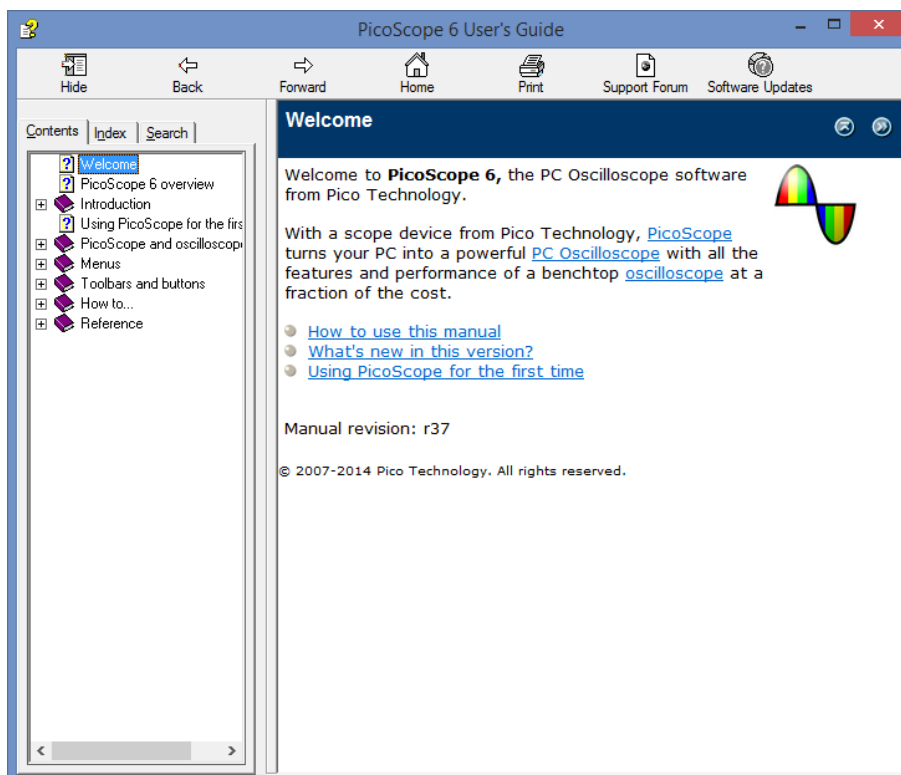 PicoScope 6 User's Guide
Hide Back Forward Home Print Support Forum Software Updates
Contents Index Search
Welcome
PicoScope 6 overview
Introduction
Using PicoScope for the firs
PicoScope and oscilloscop
Menus
Toolbars and buttons
How to...
Reference
Welcome
Welcome to PicoScope 6, the PC Oscilloscope software
from Pico Technology.
With a scope device from Pico Technology, PicoScope
turns your PC into a powerful PC Oscilloscope with all the
features and performance of a benchtop oscilloscope at a
fraction of the cost.
How to use this manual
What's new in this version?
Using PicoScope for the first time
Manual revision: r37
© 2007-2014 Pico Technology. All rights reserved.